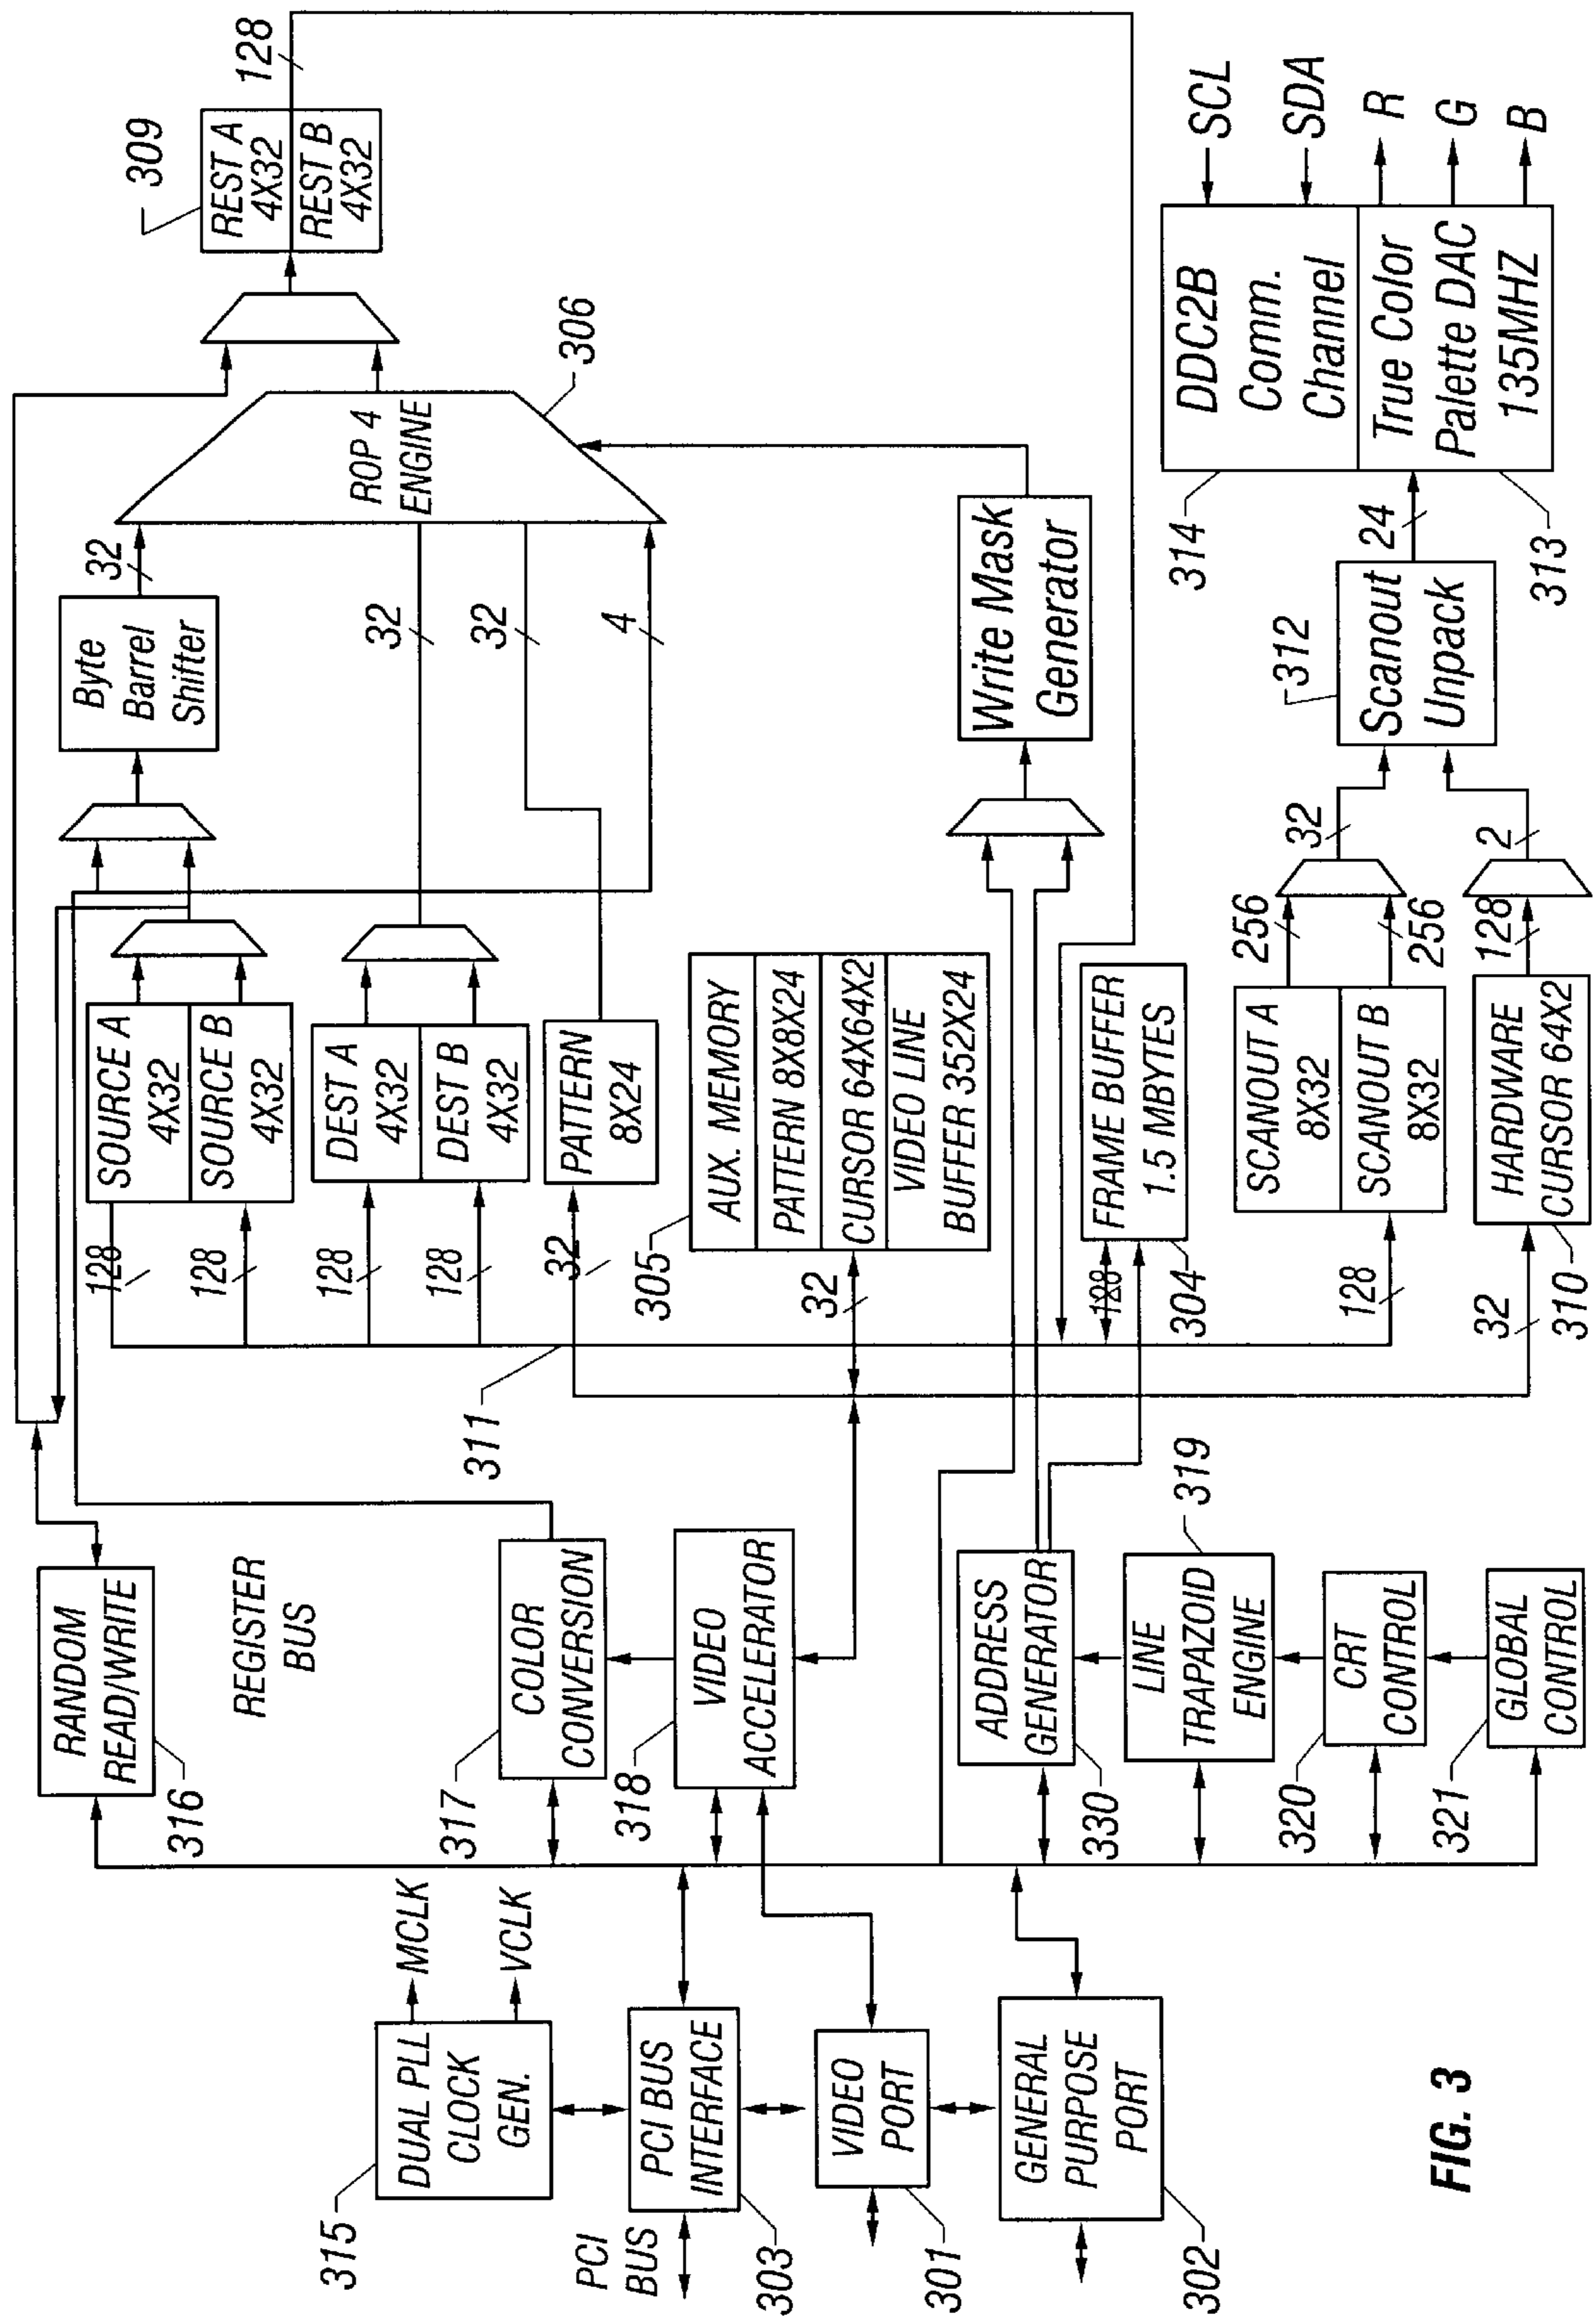 315
DUAL PLL
CLOCK
GEN.
MCLK
VCLK
PCI
BUS
PCI BUS
INTERFACE
303
VIDEO
PORT
301
GENERAL
PURPOSE
PORT
302
RANDOM
READ/WRITE
316
REGISTER
BUS
317
COLOR
CONVERSION
318
VIDEO
ACCELERATOR
ADDRESS
GENERATOR
330
LINE
TRAPAZOID
ENGINE
319
320
CRT
CONTROL
321
GLOBAL
CONTROL
311
128
128
128
128
32
SOURCE A
4X32
SOURCE B
4X32
DEST A
4X32
DEST B
4X32
PATTERN
8X24
305
AUX. MEMORY
PATTERN 8X8X24
CURSOR 64X64X2
VIDEO LINE
BUFFER 352X24
32
FRAME BUFFER
1.5 MBYTES
128
304
SCANOUT A
8X32
SCANOUT B
8X32
128
256
256
HARDWARE
CURSOR 64X2
32
310
128
Byte
Barrel
Shifter
32
32
32
4
ROP 4
ENGINE
306
Write Mask
Generator
309
REST A
4X32
REST B
4X32
128
32
2
312
Scanout
Unpack
24
314
DDC2B
Comm.
Channel
True Color
Palette DAC
135MHZ
313
SCL
SDA
R
G
B
FIG. 3